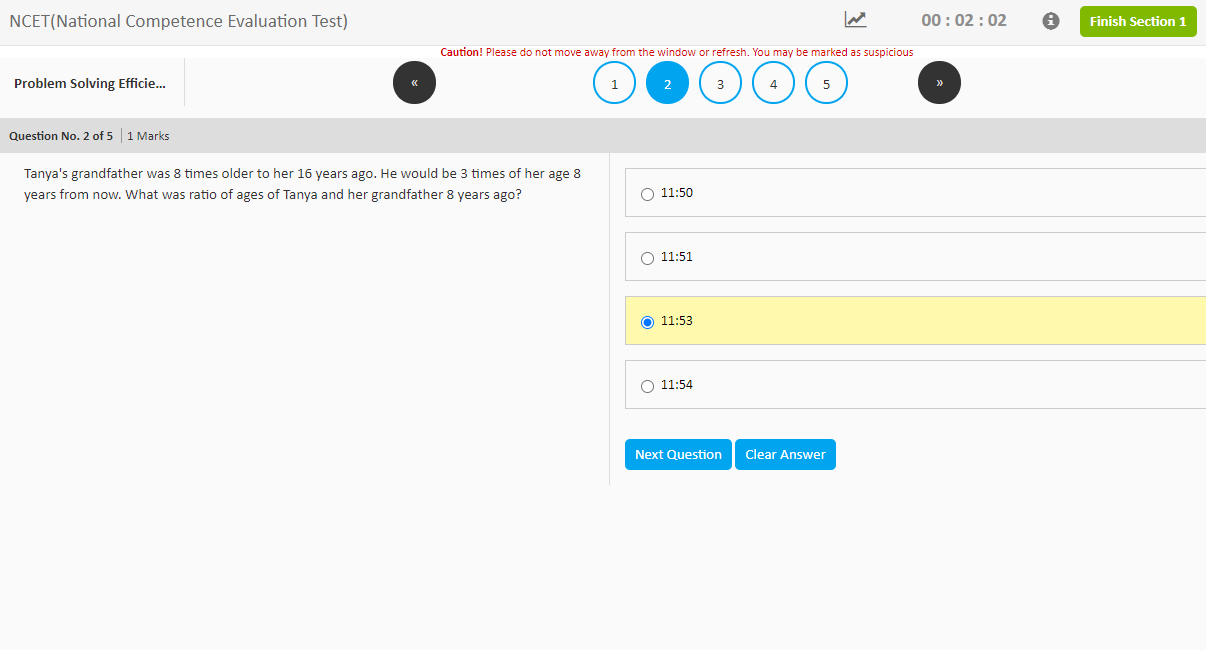 NCET(National Competence Evaluation Test)
00 : 02 : 02
Finish Section 1
Caution! Please do not move away from the window or refresh. You may be marked as suspicious
Problem Solving Efficie...
«
1
2
3
4
5
»
Question No. 2 of 5 | 1 Marks
Tanya's grandfather was 8 times older to her 16 years ago. He would be 3 times of her age 8
years from now. What was ratio of ages of Tanya and her grandfather 8 years ago?
11:50
11:51
11:53
11:54
Next Question
Clear Answer